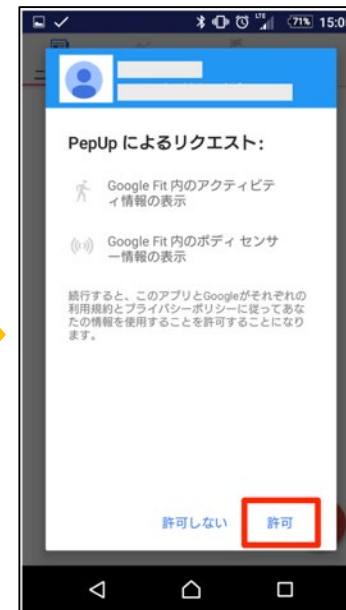 LTE 71% 15:0
PepUp によるリクエスト:
Google Fit 内のアクティビテ
ィ情報の表示
Google Fit 内のボディ センサ
ー情報の表示
続行すると、このアプリとGoogleがそれぞれの
利用規約とプライバシーポリシーに従ってあな
たの情報を使用することを許可することになり
ます。
許可しない 許可